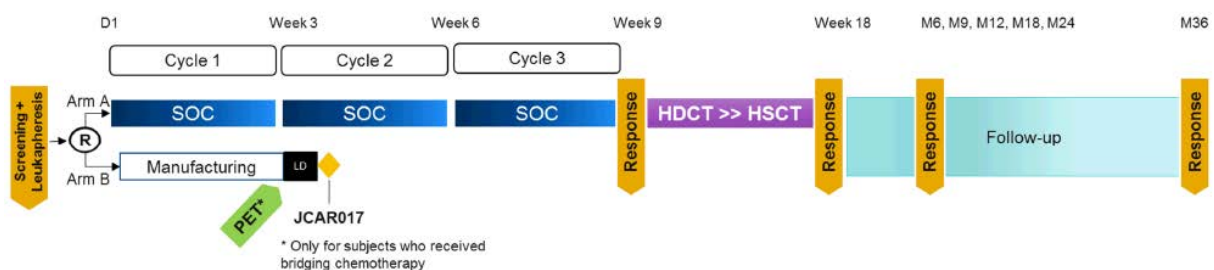 D1
Week 3
Week 6
Week 9
Week 18
M6, M9, M12, M18, M24
M36
Cycle 1
Cycle 2
Cycle 3
Screening +
Leukapheresis
Arm A
R
Arm B
SOC
SOC
SOC
Response
HDCT >> HSCT
Response
Response
Follow-up
Response
Manufacturing
LD
PET*
JCAR017
* Only for subjects who received
bridging chemotherapy